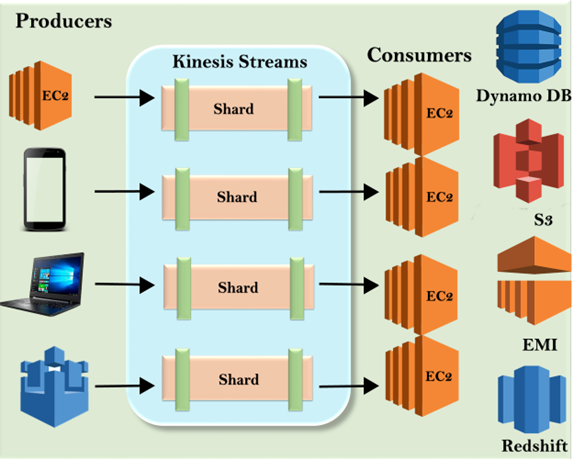 Producers
Kinesis Streams
Consumers
EC2
Shard
EC2
Dynamo DB
Shard
EC2
S3
Shard
EC2
EMI
Shard
EC2
Redshift